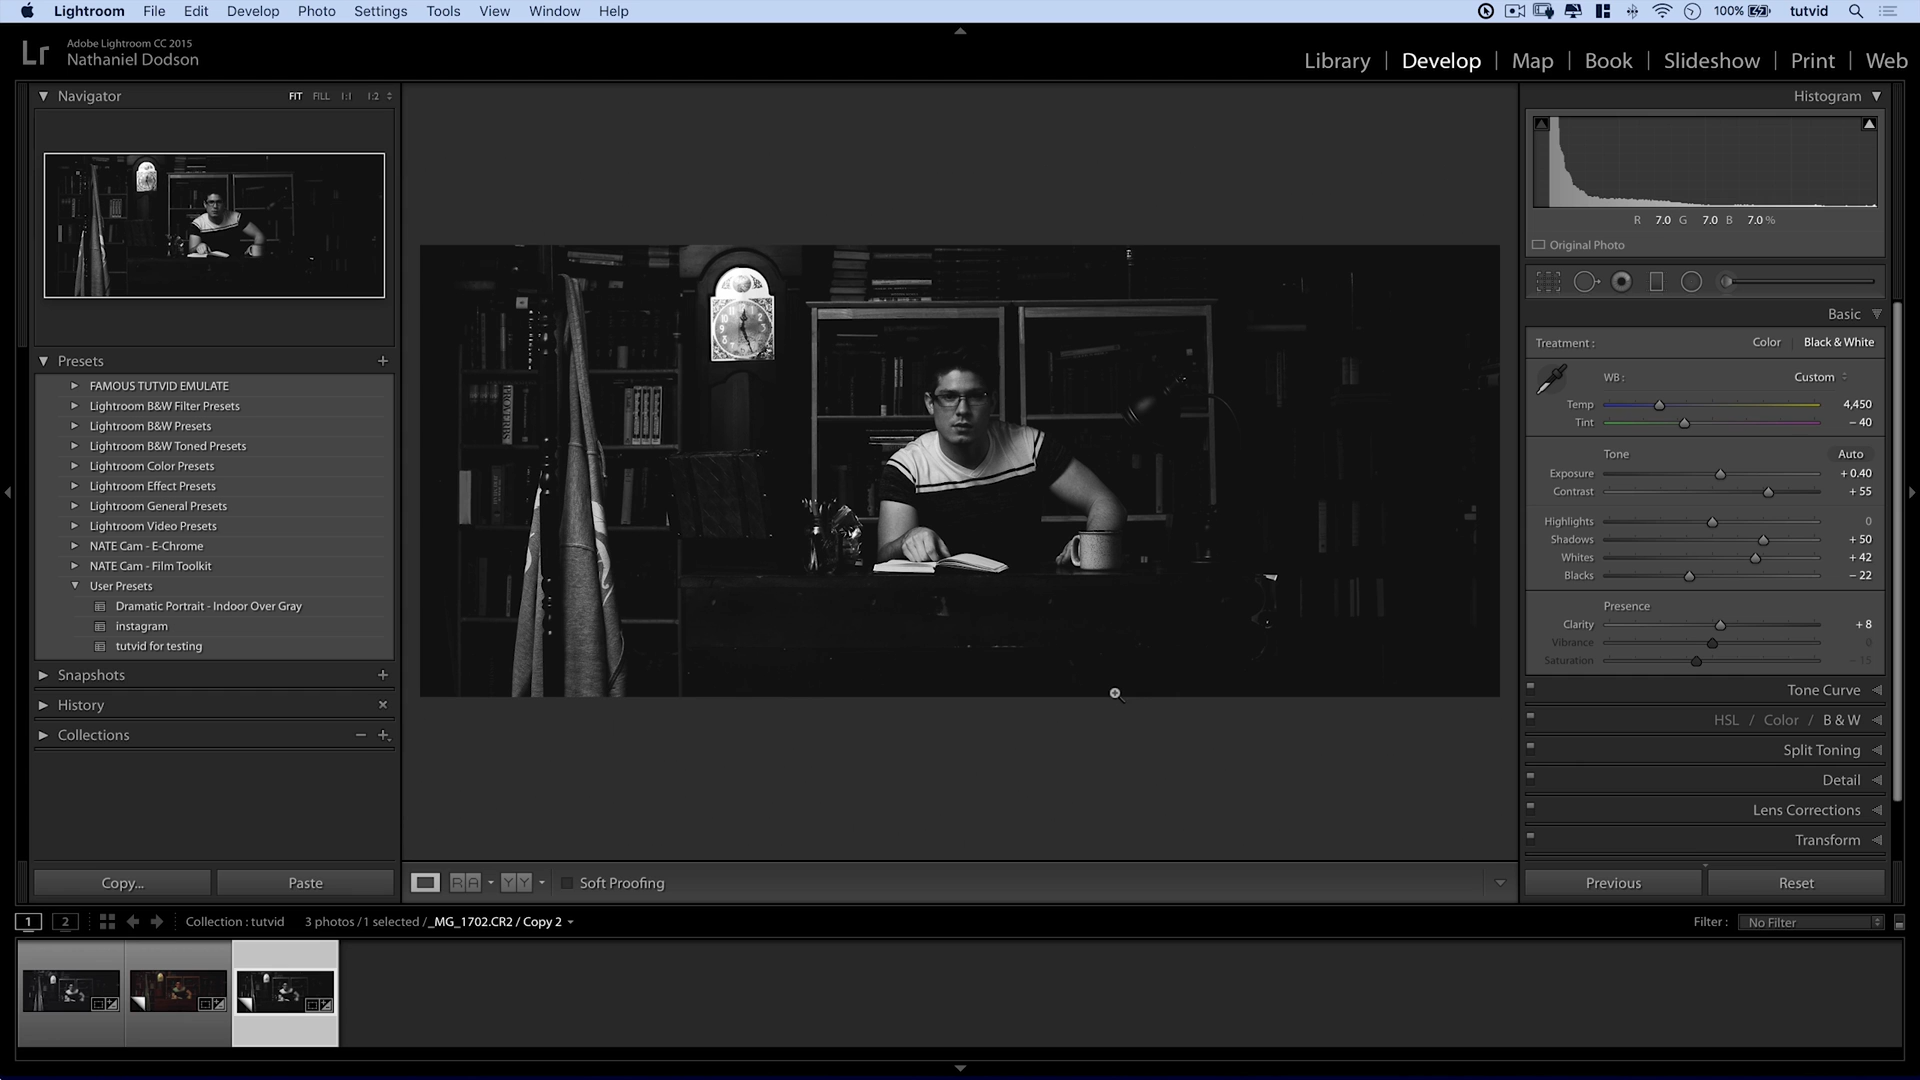 Lightroom File Edit Develop Photo Settings Tools View Window Help 100% tutvid
Lr Adobe Lightroom CC 2015
Nathaniel Dodson
Library | Develop | Map | Book | Slideshow | Print | Web
Navigator FIT FILL 1:1 1:2
Histogram
R 7.0 G 7.0 B 7.0 %
Original Photo
Basic
Treatment : Color Black & White
WB : Custom
Temp 4,450
Tint - 40
Tone Auto
Exposure + 0.40
Contrast + 55
Highlights 0
Shadows + 50
Whites + 42
Blacks - 22
Presence
Clarity + 8
Vibrance 0
Saturation - 15
Tone Curve
HSL / Color / B & W
Split Toning
Detail
Lens Corrections
Transform
Previous Reset
Presets
FAMOUS TUTVID EMULATE
Lightroom B&W Filter Presets
Lightroom B&W Presets
Lightroom B&W Toned Presets
Lightroom Color Presets
Lightroom Effect Presets
Lightroom General Presets
Lightroom Video Presets
NATE Cam - E-Chrome
NATE Cam - Film Toolkit
User Presets
Dramatic Portrait - Indoor Over Gray
instagram
tutvid for testing
Snapshots
History
Collections
Copy... Paste
RA YY Soft Proofing
1 2 Collection : tutvid 3 photos / 1 selected / _MG_1702.CR2 / Copy 2
Filter : No Filter